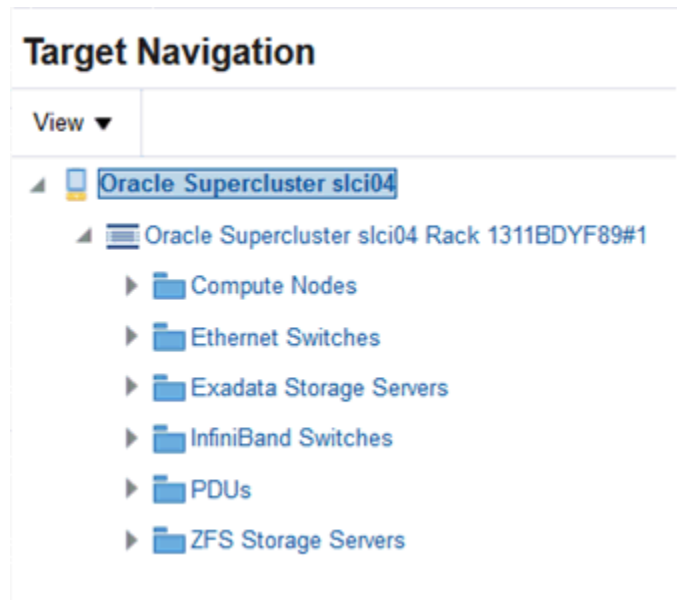 Target Navigation
View
Oracle Supercluster slci04
Oracle Supercluster slci04 Rack 1311BDYF89#1
Compute Nodes
Ethernet Switches
Exadata Storage Servers
InfiniBand Switches
PDUs
ZFS Storage Servers